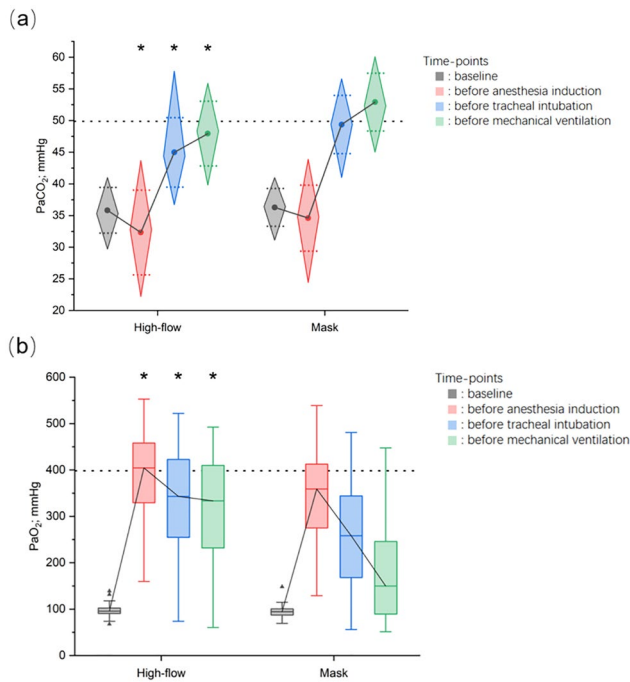 (a)
* * *
60
55
50
45
40
35
30
25
20
PaCO₂; mmHg
High-flow
Mask
Time-points
: baseline
: before anesthesia induction
: before tracheal intubation
: before mechanical ventilation
(b)
* * *
600
500
400
300
200
100
0
PaO₂; mmHg
High-flow
Mask
Time-points
: baseline
: before anesthesia induction
: before tracheal intubation
: before mechanical ventilation